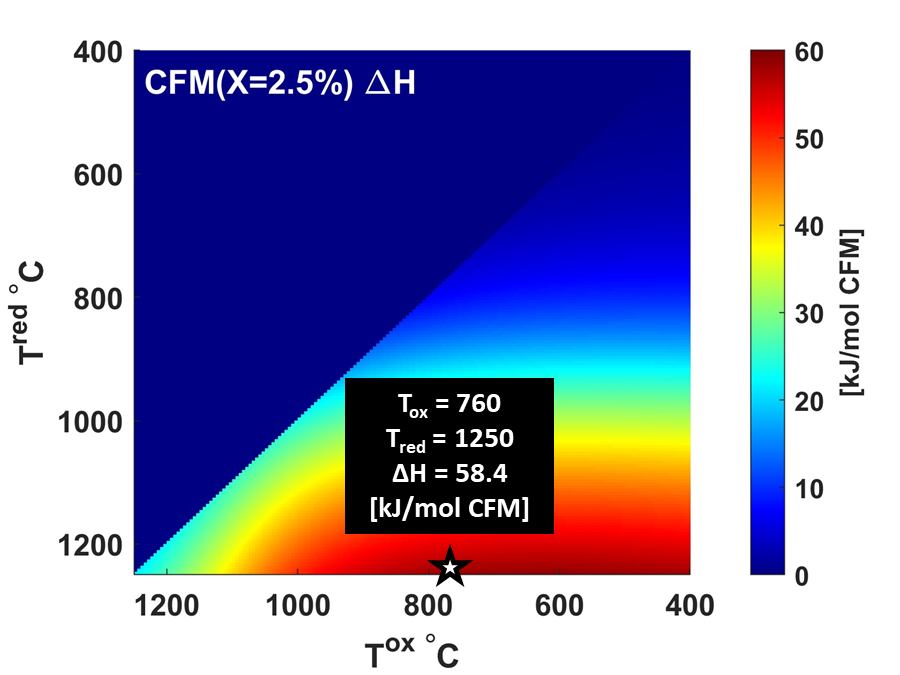 CFM(X=2.5%) ΔH
400
600
800
1000
1200
T^red °C
T_ox = 760
T_red = 1250
ΔH = 58.4
[kJ/mol CFM]
1200
1000
800
600
400
T^ox °C
60
50
40
30
20
10
0
[kJ/mol CFM]